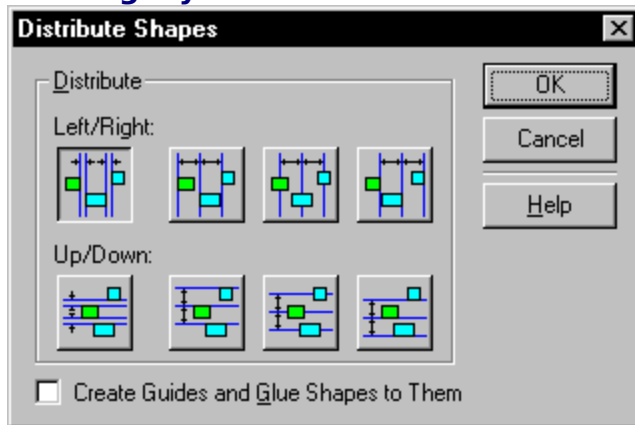 Distribute Shapes
Distribute
OK
Left/Right:
Cancel
Help
Up/Down:
Create Guides and Glue Shapes to Them